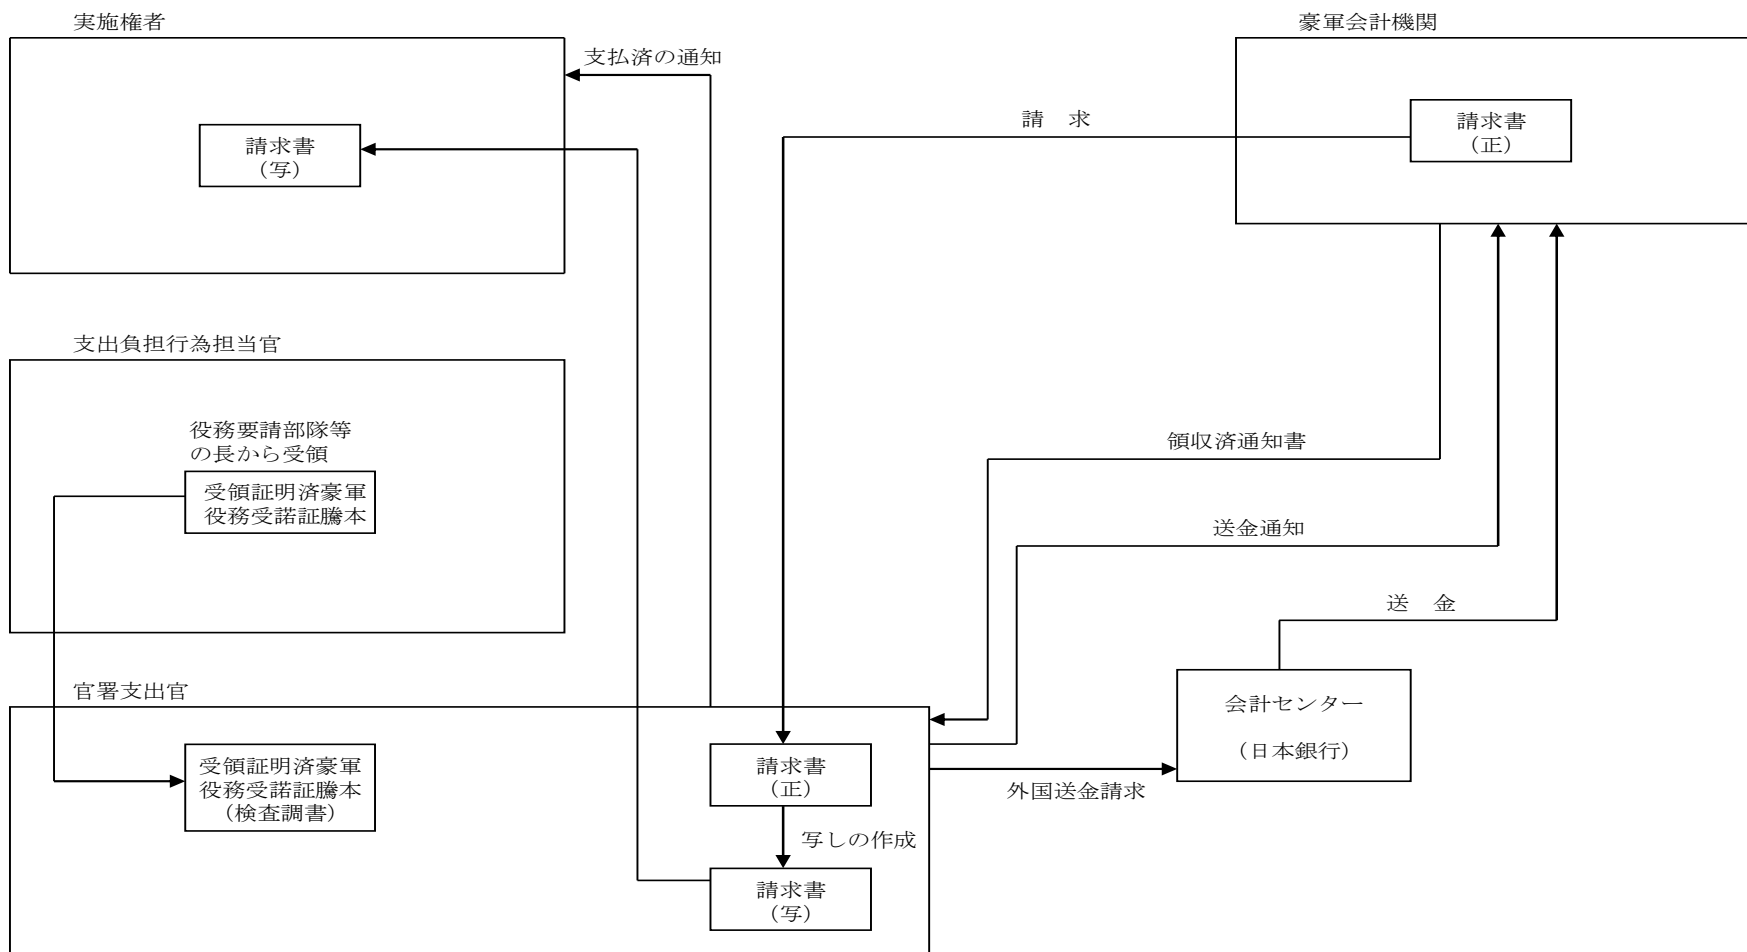 実施権者
豪軍会計機関
支払済の通知
請　求
請求書
（正）
請求書
（写）
支出負担行為担当官
役務要請部隊等
の長から受領
領収済通知書
受領証明済豪軍
役務受諾証騰本
送金通知
送　金
官署支出官
会計センター
（日本銀行）
受領証明済豪軍
役務受諾証騰本
（検査調書）
請求書
（正）
外国送金請求
写しの作成
請求書
（写）